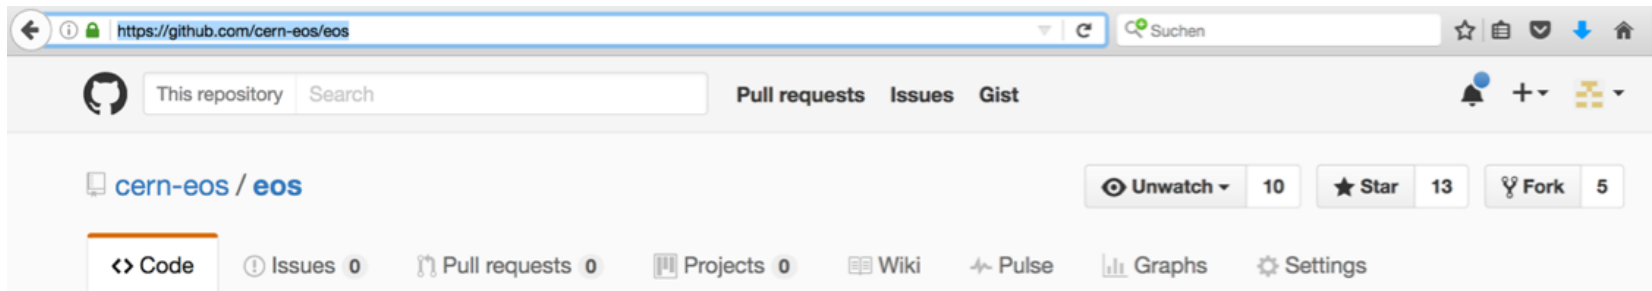 https://github.com/cern-eos/eos Suchen
This repository Search Pull requests Issues Gist
cern-eos / eos Unwatch 10 Star 13 Fork 5
<> Code Issues 0 Pull requests 0 Projects 0 Wiki Pulse Graphs Settings